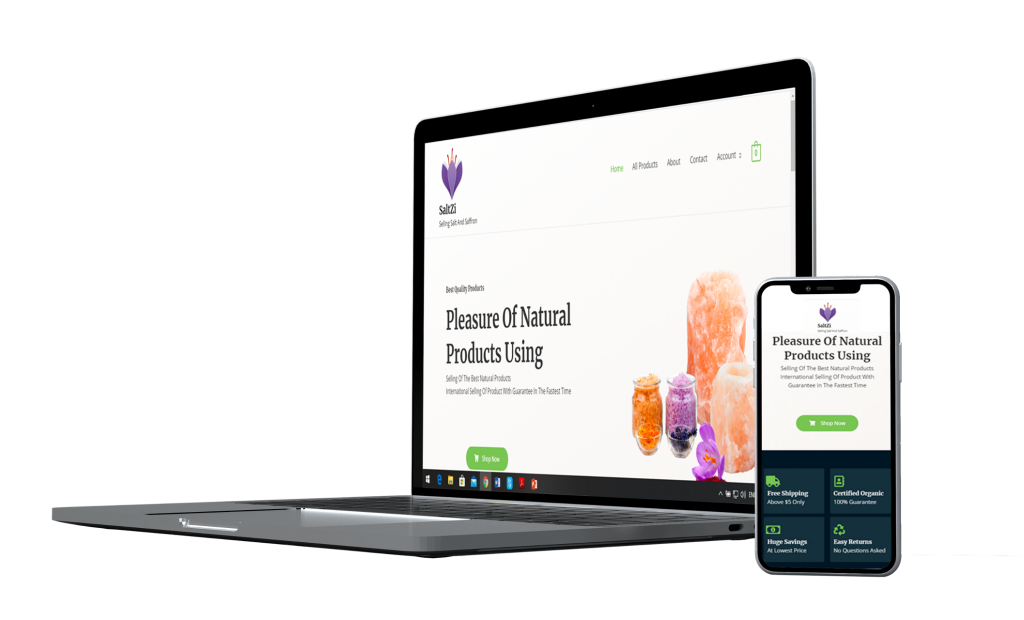 SaltZi
Selling Salt And Saffron
Home
All Products
About
Contact
Account
0
Best Quality Products
Pleasure Of Natural
Products Using
Selling Of The Best Natural Products
International Selling Of Product With Guarantee In The Fastest Time
Shop Now
EN
SaltZi
Selling Salt And Saffron
Pleasure Of Natural
Products Using
Selling Of The Best Natural Products
International Selling Of Product With
Guarantee In The Fastest Time
Shop Now
Free Shipping
Above $5 Only
Certified Organic
100% Guarantee
Huge Savings
At Lowest Price
Easy Returns
No Questions Asked